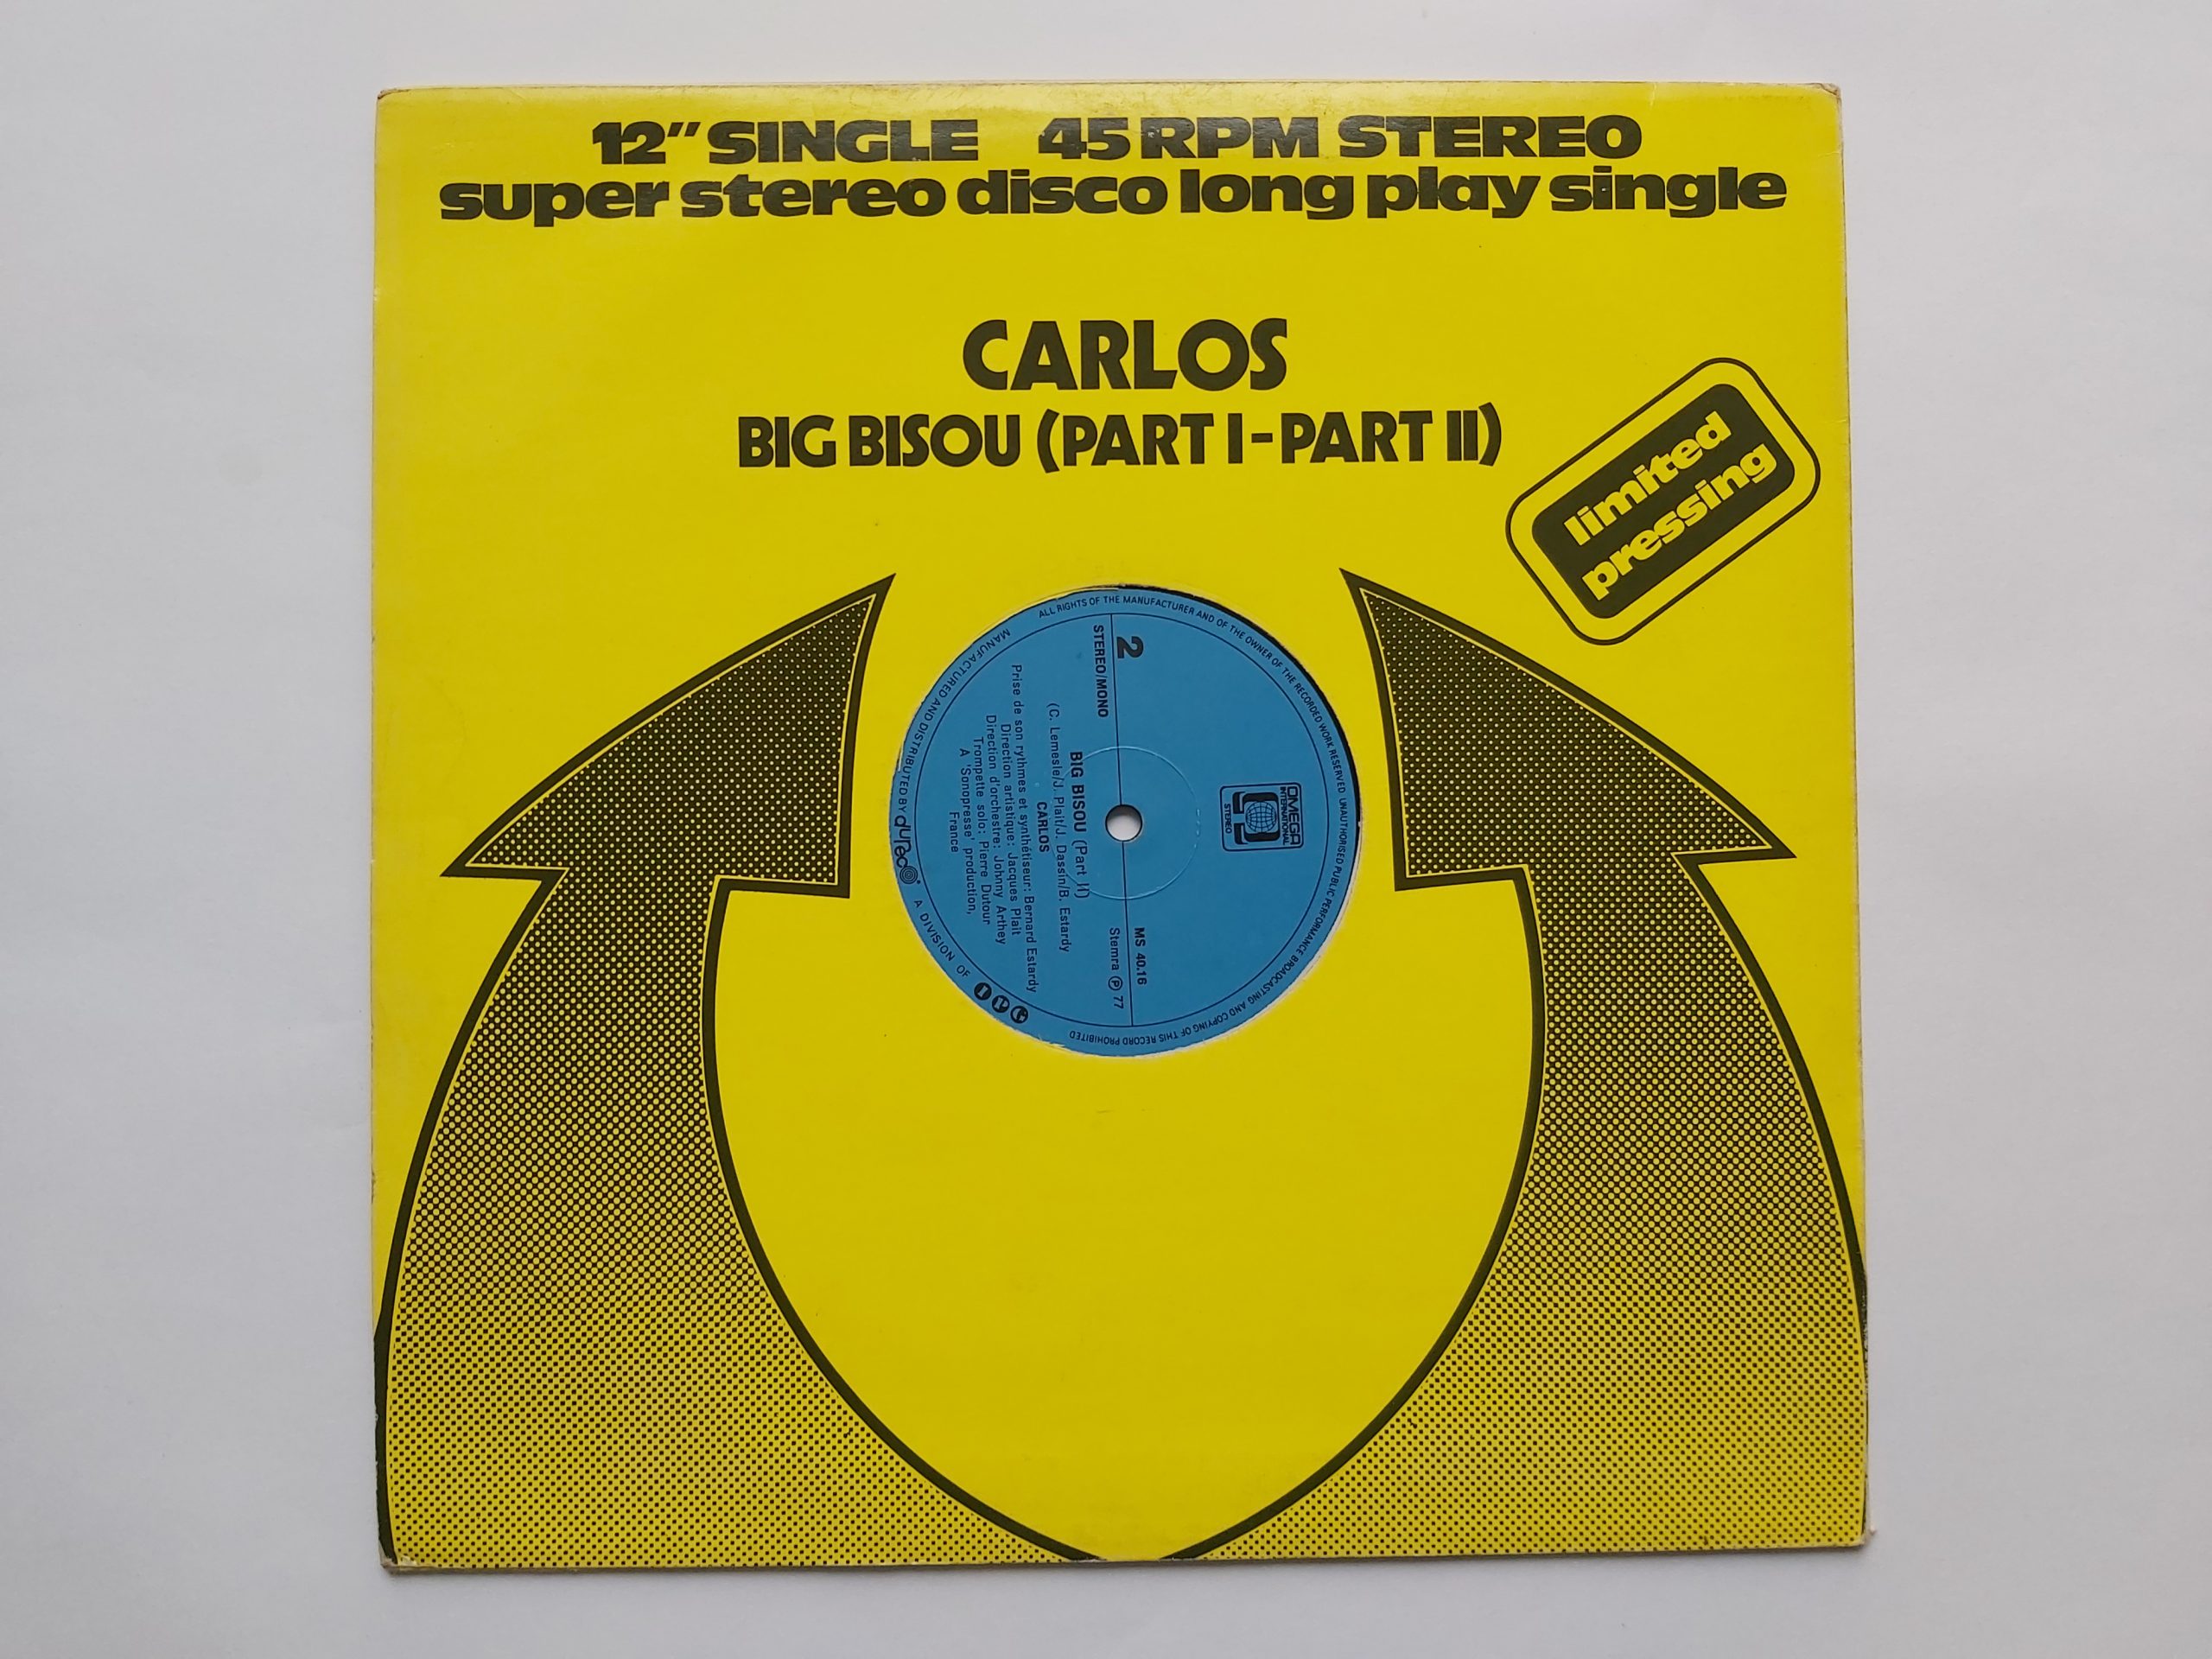 12" SINGLE 45 RPM STEREO
super stereo disco long play single
CARLOS
BIG BISOU (PART I-PART II)
limited
pressing
OMEGA
INTERNATIONAL
STEREO
2
MS 40.16
STEREO/MONO
Stemra Ⓟ 77
BIG BISOU (Part II)
(C. Lemesle/J. Plait/J. Dassin/B. Estardy
CARLOS
Prise de son rythmes et synthétiseur: Bernard Estardy
Direction artistique: Jacques Plait
Direction d'orchestre: Johnny Arthey
Trompette solo: Pierre Dutour
A 'Sonopresse' production,
France
ALL RIGHTS OF THE MANUFACTURER AND OF THE OWNER OF THE RECORDED WORK RESERVED. UNAUTHORISED PUBLIC PERFORMANCE BROADCASTING AND COPYING OF THIS RECORD PROHIBITED
MANUFACTURED AND DISTRIBUTED BY dureco A DIVISION OF